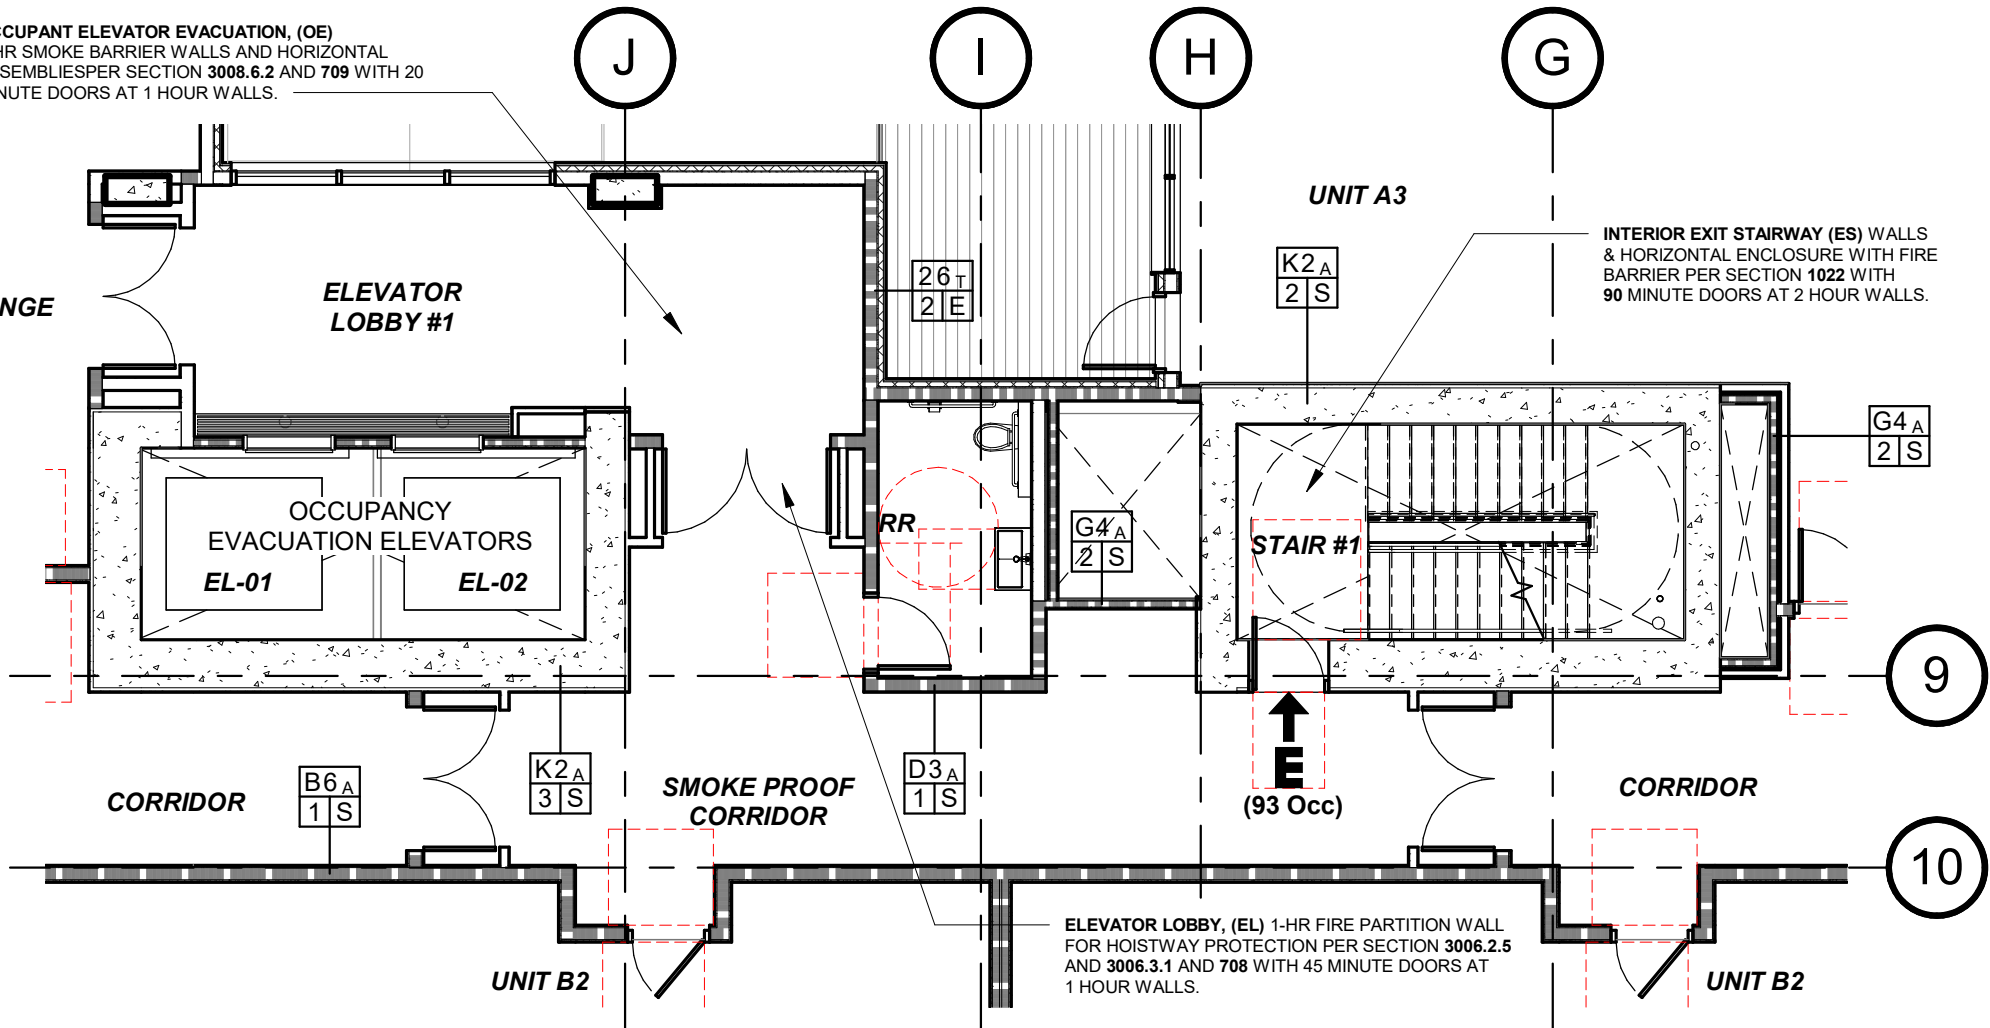 CCUPANT ELEVATOR EVACUATION, (OE)
HR SMOKE BARRIER WALLS AND HORIZONTAL
SEMBLIESPER SECTION 3008.6.2 AND 709 WITH 20
NUTE DOORS AT 1 HOUR WALLS.
J
I
H
G
UNIT A3
INTERIOR EXIT STAIRWAY (ES) WALLS
& HORIZONTAL ENCLOSURE WITH FIRE
BARRIER PER SECTION 1022 WITH
90 MINUTE DOORS AT 2 HOUR WALLS.
K2 A
2 S
26 T
2 E
NGE
ELEVATOR
LOBBY #1
G4 A
2 S
OCCUPANCY
EVACUATION ELEVATORS
EL-01
EL-02
RR
G4 A
2 S
STAIR #1
9
E
(93 Occ)
CORRIDOR
B6 A
1 S
K2 A
3 S
SMOKE PROOF
CORRIDOR
D3 A
1 S
CORRIDOR
10
ELEVATOR LOBBY, (EL) 1-HR FIRE PARTITION WALL
FOR HOISTWAY PROTECTION PER SECTION 3006.2.5
AND 3006.3.1 AND 708 WITH 45 MINUTE DOORS AT
1 HOUR WALLS.
UNIT B2
UNIT B2